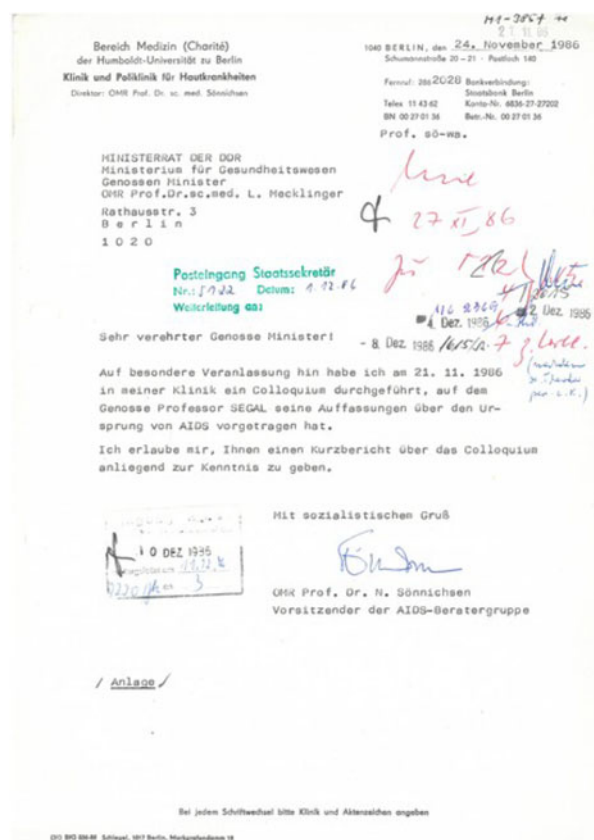 Bereich Medizin (Charité)
der Humboldt-Universität zu Berlin
Klinik und Poliklinik für Hautkrankheiten
Direktor: OMR Prof. Dr. sc. med. Sönnichsen
1040 BERLIN, den 24. November 1986
Schumannstraße 20 – 21 · Postfach 140
Fernruf: 286 2028 Bankverbindung:
Staatsbank Berlin
Telex 11 43 62 Konto-Nr. 6836-27-27202
BN 00 27 01 36 Betr.-Nr. 00 27 01 36
Prof. sö-wa.
MINISTERRAT DER DDR
Ministerium für Gesundheitswesen
Genossen Minister
OMR Prof.Dr.sc.med. L. Mecklinger
Rathausstr. 3
B e r l i n
1 0 2 0
27 XI 86
Posteingang Staatssekretär
Nr.: 5122 Datum: 1.12.86
Weiterleitung an:
4. Dez. 1986
2. Dez. 1986
- 8. Dez. 1986
Sehr verehrter Genosse Minister!
Auf besondere Veranlassung hin habe ich am 21. 11. 1986
in meiner Klinik ein Colloquium durchgeführt, auf dem
Genosse Professor SEGAL seine Auffassungen über den Ur-
sprung von AIDS vorgetragen hat.
Ich erlaube mir, Ihnen einen Kurzbericht über das Colloquium
anliegend zur Kenntnis zu geben.
Mit sozialistischem Gruß
10 DEZ 1986
OMR Prof. Dr. N. Sönnichsen
Vorsitzender der AIDS-Beratergruppe
/ Anlage /
Bei jedem Schriftwechsel bitte Klinik und Aktenzeichen angeben